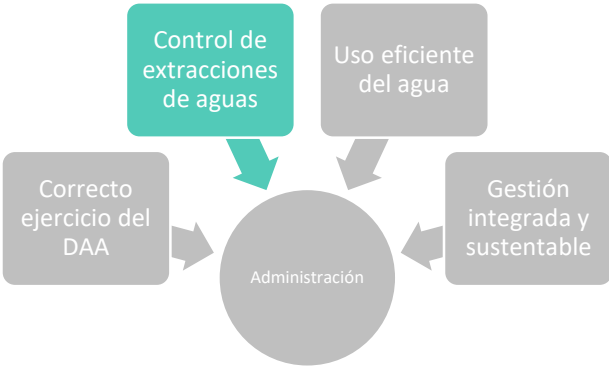 Control de
extracciones
de aguas
Uso eficiente
del agua
Correcto
ejercicio del
DAA
Gestión
integrada y
sustentable
Administración